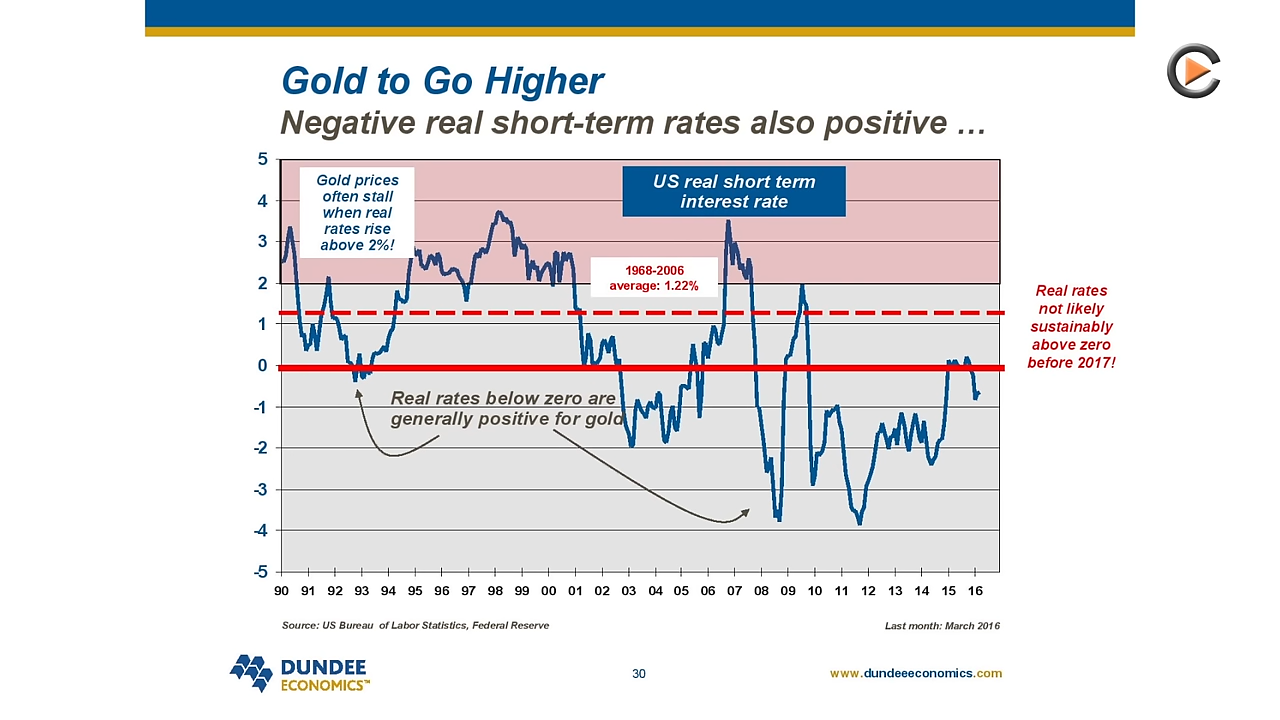 Gold to Go Higher
Negative real short-term rates also positive …
5
4
3
2
1
0
-1
-2
-3
-4
-5
Gold prices
often stall
when real
rates rise
above 2%!
US real short term
interest rate
1968-2006
average: 1.22%
Real rates
not likely
sustainably
above zero
before 2017!
Real rates below zero are
generally positive for gold
90 91 92 93 94 95 96 97 98 99 00 01 02 03 04 05 06 07 08 09 10 11 12 13 14 15 16
Source: US Bureau of Labor Statistics, Federal Reserve
Last month: March 2016
DUNDEE
ECONOMICS™
30
www.dundeeeconomics.com